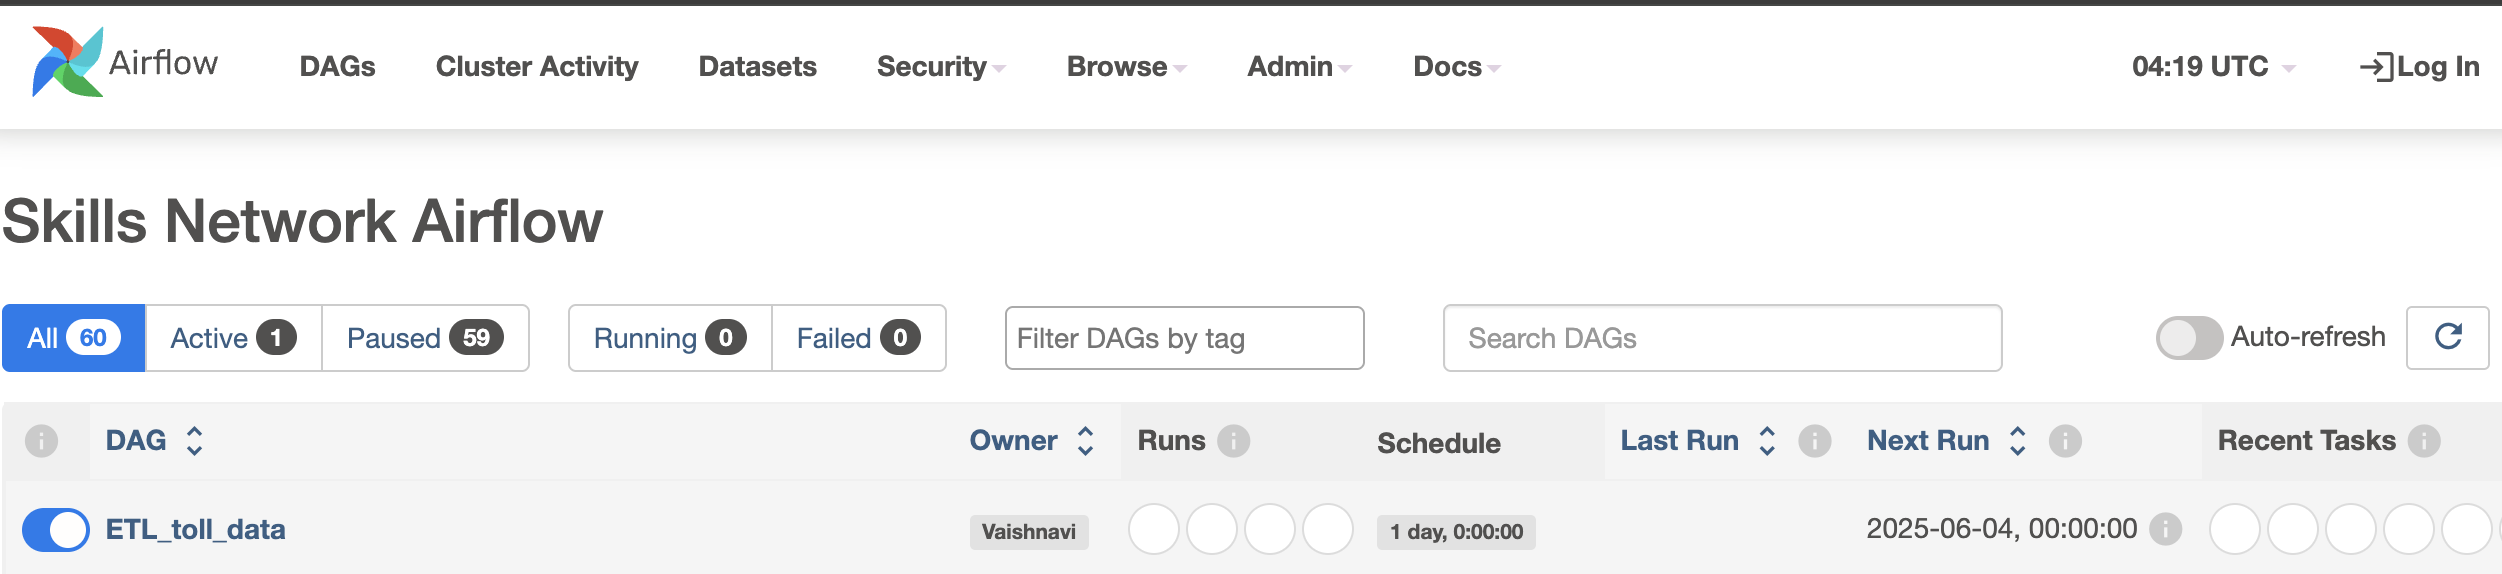 Airflow DAGs Cluster Activity Datasets Security Browse Admin Docs 04:19 UTC Log In
Skills Network Airflow
All 60 Active 1 Paused 59 Running 0 Failed 0 Filter DAGs by tag Search DAGs Auto-refresh
DAG Owner Runs Schedule Last Run Next Run Recent Tasks
ETL_toll_data Vaishnavi 1 day, 0:00:00 2025-06-04, 00:00:00